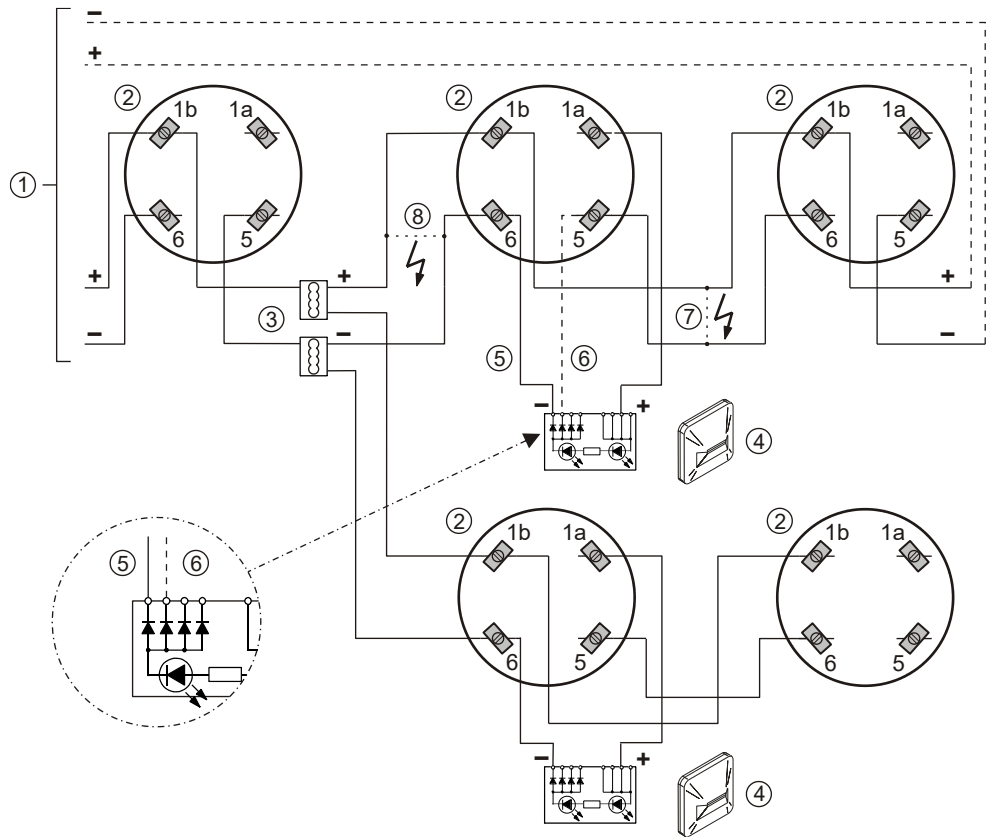 −
+
② 1b 1a ② 1b 1a ② 1b 1a
①
6 5 ⑧ 6 5 6 5
+ + +
③ ⑦
− − −
⑤ ⑥
− +
④
② 1b 1a ② 1b 1a
⑤ ⑥
6 5 6 5
− +
④